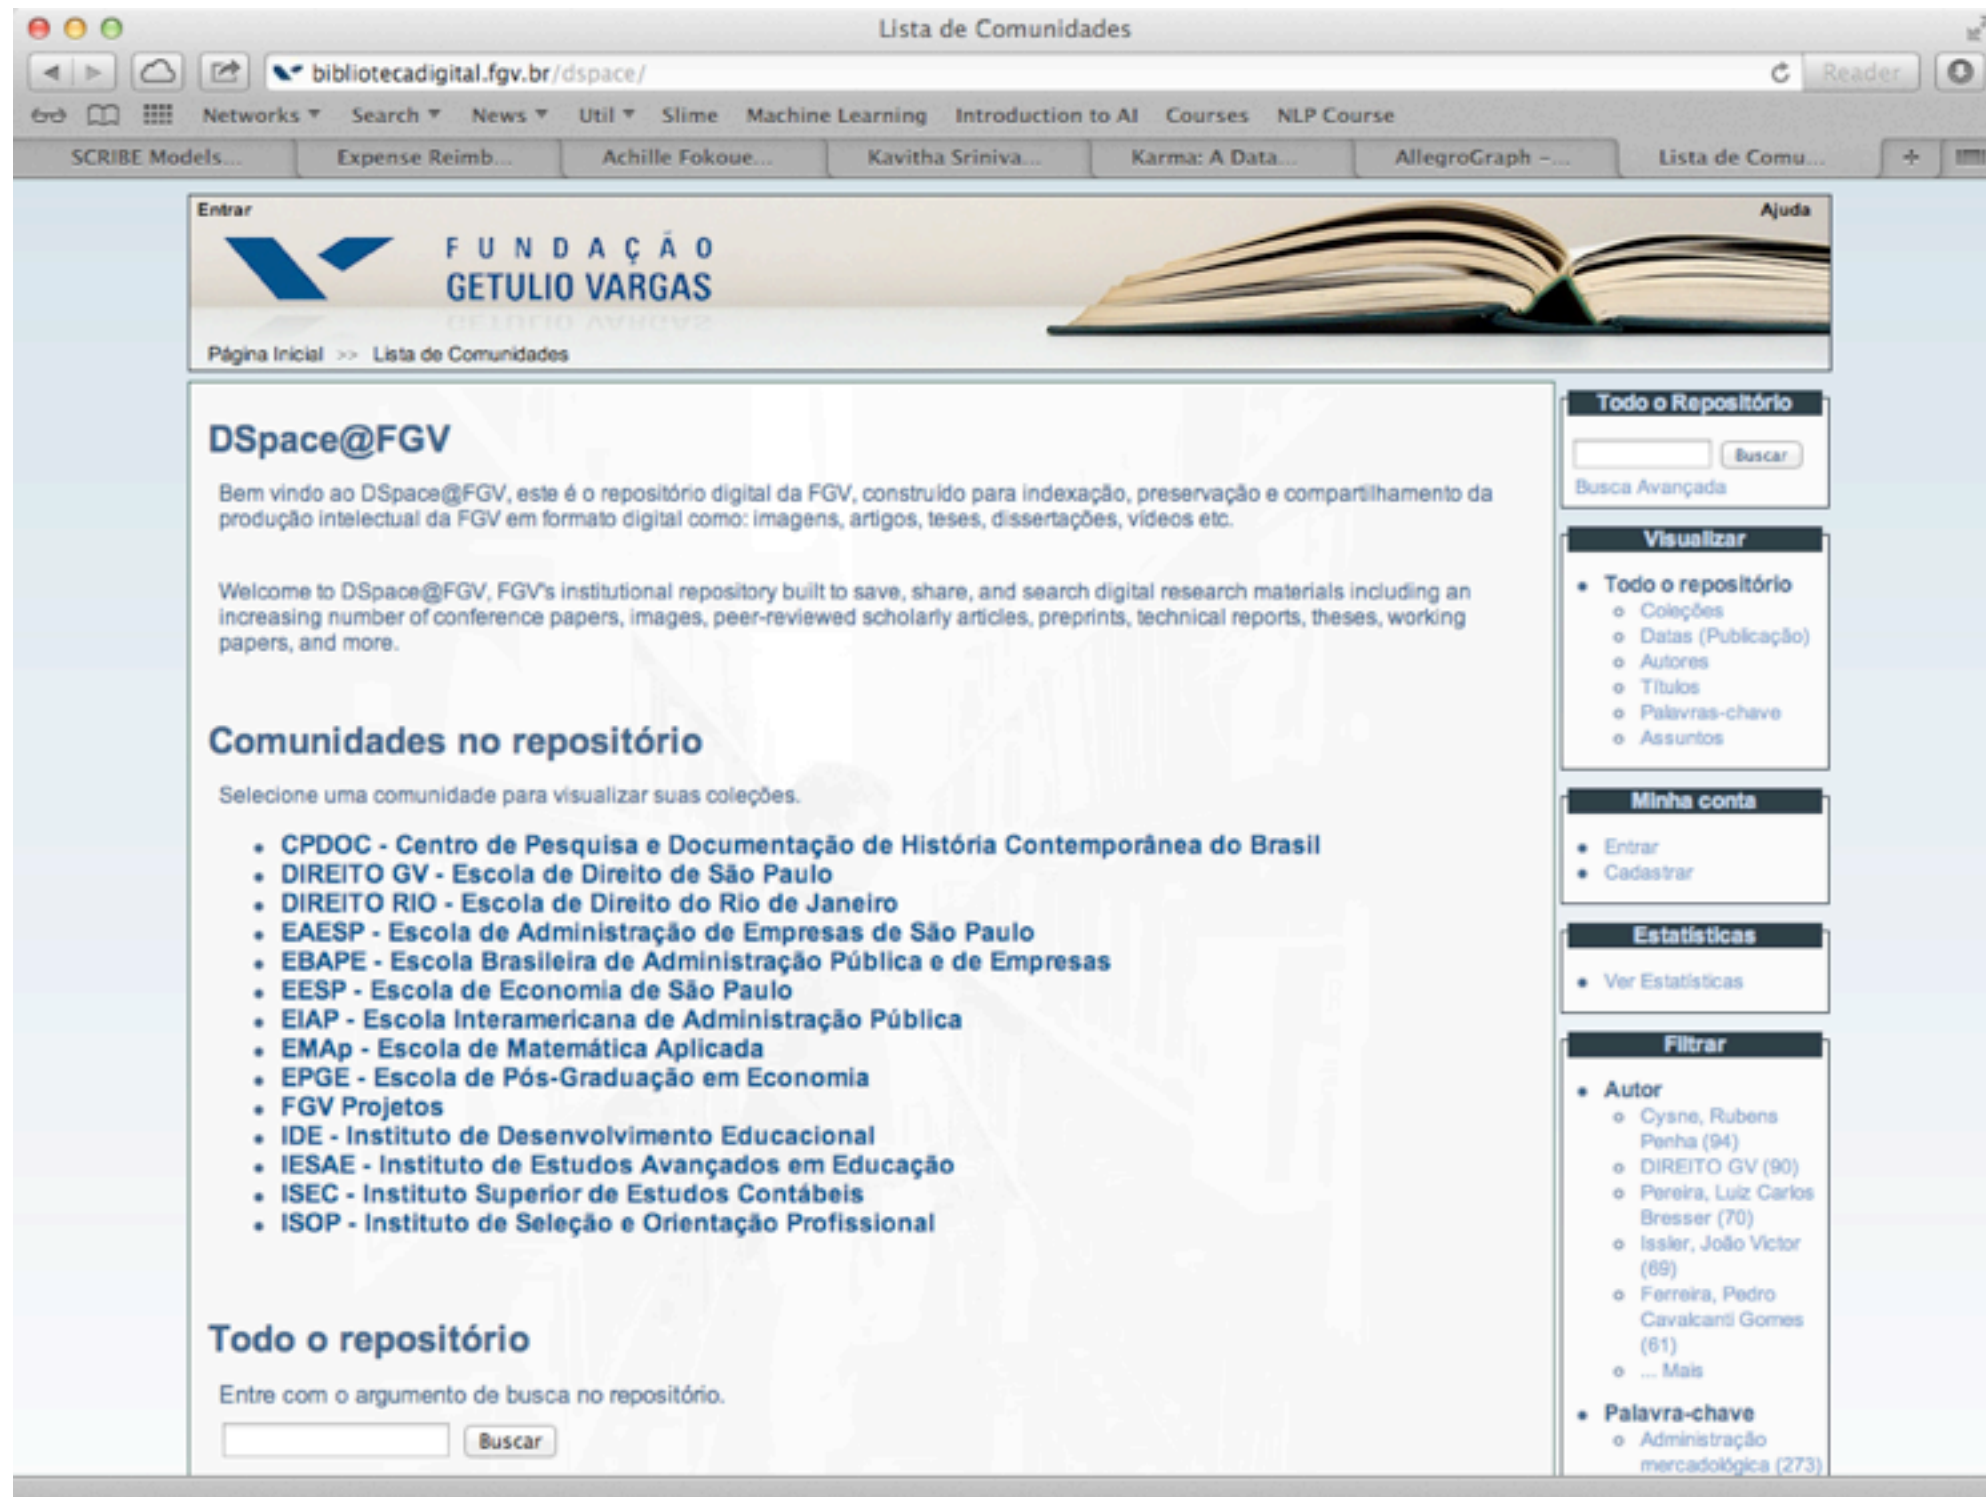 Lista de Comunidades
bibliotecadigital.fgv.br/dspace/
Reader
Networks Search News Util Slime Machine Learning Introduction to AI Courses NLP Course
SCRIBE Models... Expense Reimb... Achille Fokoue... Kavitha Sriniva... Karma: A Data... AllegroGraph -... Lista de Comu...
Entrar Ajuda
FUNDAÇÃO
GETULIO VARGAS
Página Inicial >> Lista de Comunidades
DSpace@FGV
Bem vindo ao DSpace@FGV, este é o repositório digital da FGV, construído para indexação, preservação e compartilhamento da
produção intelectual da FGV em formato digital como: imagens, artigos, teses, dissertações, vídeos etc.
Welcome to DSpace@FGV, FGV's institutional repository built to save, share, and search digital research materials including an
increasing number of conference papers, images, peer-reviewed scholarly articles, preprints, technical reports, theses, working
papers, and more.
Comunidades no repositório
Selecione uma comunidade para visualizar suas coleções.
CPDOC - Centro de Pesquisa e Documentação de História Contemporânea do Brasil
DIREITO GV - Escola de Direito de São Paulo
DIREITO RIO - Escola de Direito do Rio de Janeiro
EAESP - Escola de Administração de Empresas de São Paulo
EBAPE - Escola Brasileira de Administração Pública e de Empresas
EESP - Escola de Economia de São Paulo
EIAP - Escola Interamericana de Administração Pública
EMAp - Escola de Matemática Aplicada
EPGE - Escola de Pós-Graduação em Economia
FGV Projetos
IDE - Instituto de Desenvolvimento Educacional
IESAE - Instituto de Estudos Avançados em Educação
ISEC - Instituto Superior de Estudos Contábeis
ISOP - Instituto de Seleção e Orientação Profissional
Todo o repositório
Entre com o argumento de busca no repositório.
Buscar
Todo o Repositório
Buscar
Busca Avançada
Visualizar
Todo o repositório
Coleções
Datas (Publicação)
Autores
Títulos
Palavras-chave
Assuntos
Minha conta
Entrar
Cadastrar
Estatísticas
Ver Estatísticas
Filtrar
Autor
Cysne, Rubens
Penha (94)
DIREITO GV (90)
Pereira, Luiz Carlos
Bresser (70)
Issler, João Victor
(69)
Ferreira, Pedro
Cavalcanti Gomes
(61)
... Mais
Palavra-chave
Administração
mercadológica (273)